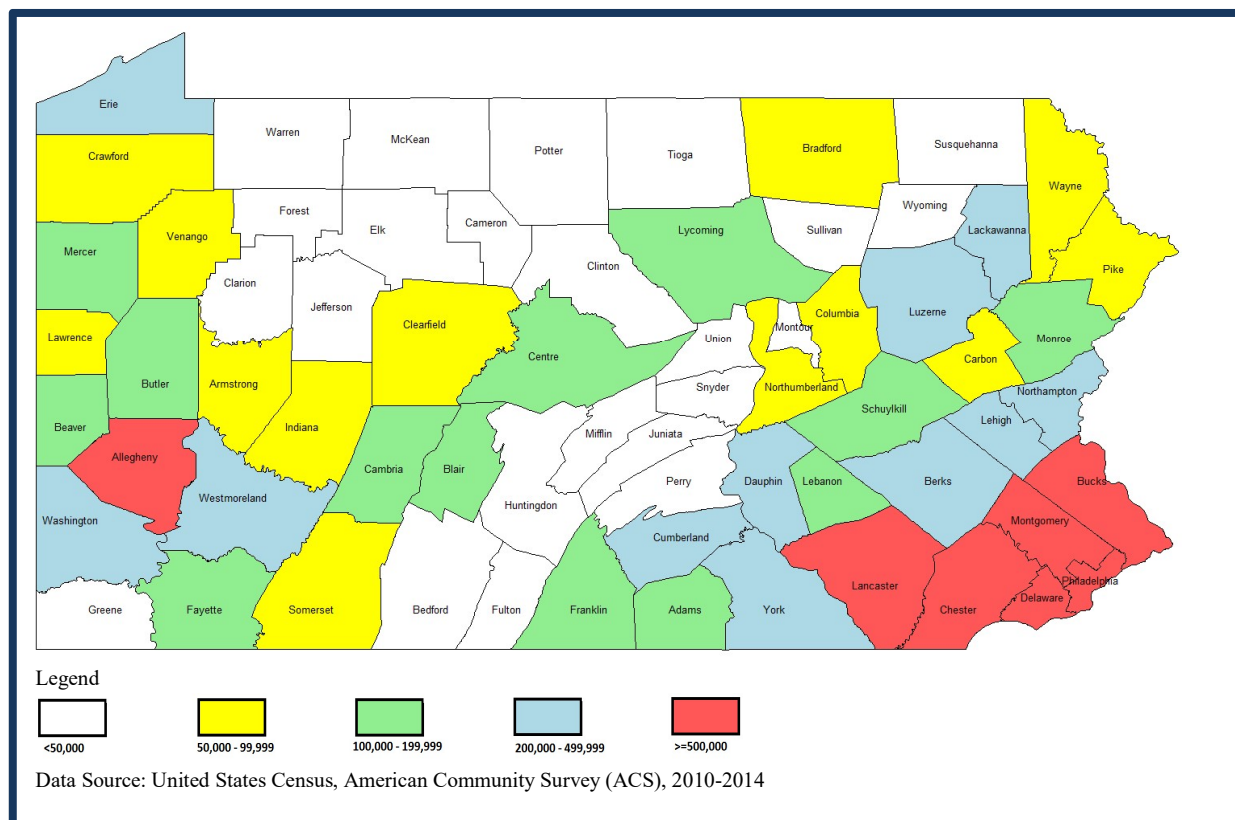 Erie
Warren
McKean
Potter
Tioga
Bradford
Susquehanna
Crawford
Wayne
Wyoming
Forest
Cameron
Elk
Venango
Lycoming
Sullivan
Lackawanna
Mercer
Clinton
Pike
Clarion
Jefferson
Luzerne
Columbia
Clearfield
Montour
Lawrence
Union
Monroe
Centre
Carbon
Butler
Armstrong
Snyder
Northumberland
Northampton
Schuylkill
Beaver
Indiana
Mifflin
Juniata
Lehigh
Allegheny
Cambria
Blair
Perry
Dauphin
Lebanon
Berks
Bucks
Westmoreland
Huntingdon
Washington
Montgomery
Cumberland
Philadelphia
Lancaster
Delaware
Greene
Fayette
Somerset
Bedford
Fulton
Franklin
Adams
York
Chester
Legend
<50,000
50,000 - 99,999
100,000 - 199,999
200,000 - 499,999
>=500,000
Data Source: United States Census, American Community Survey (ACS), 2010-2014